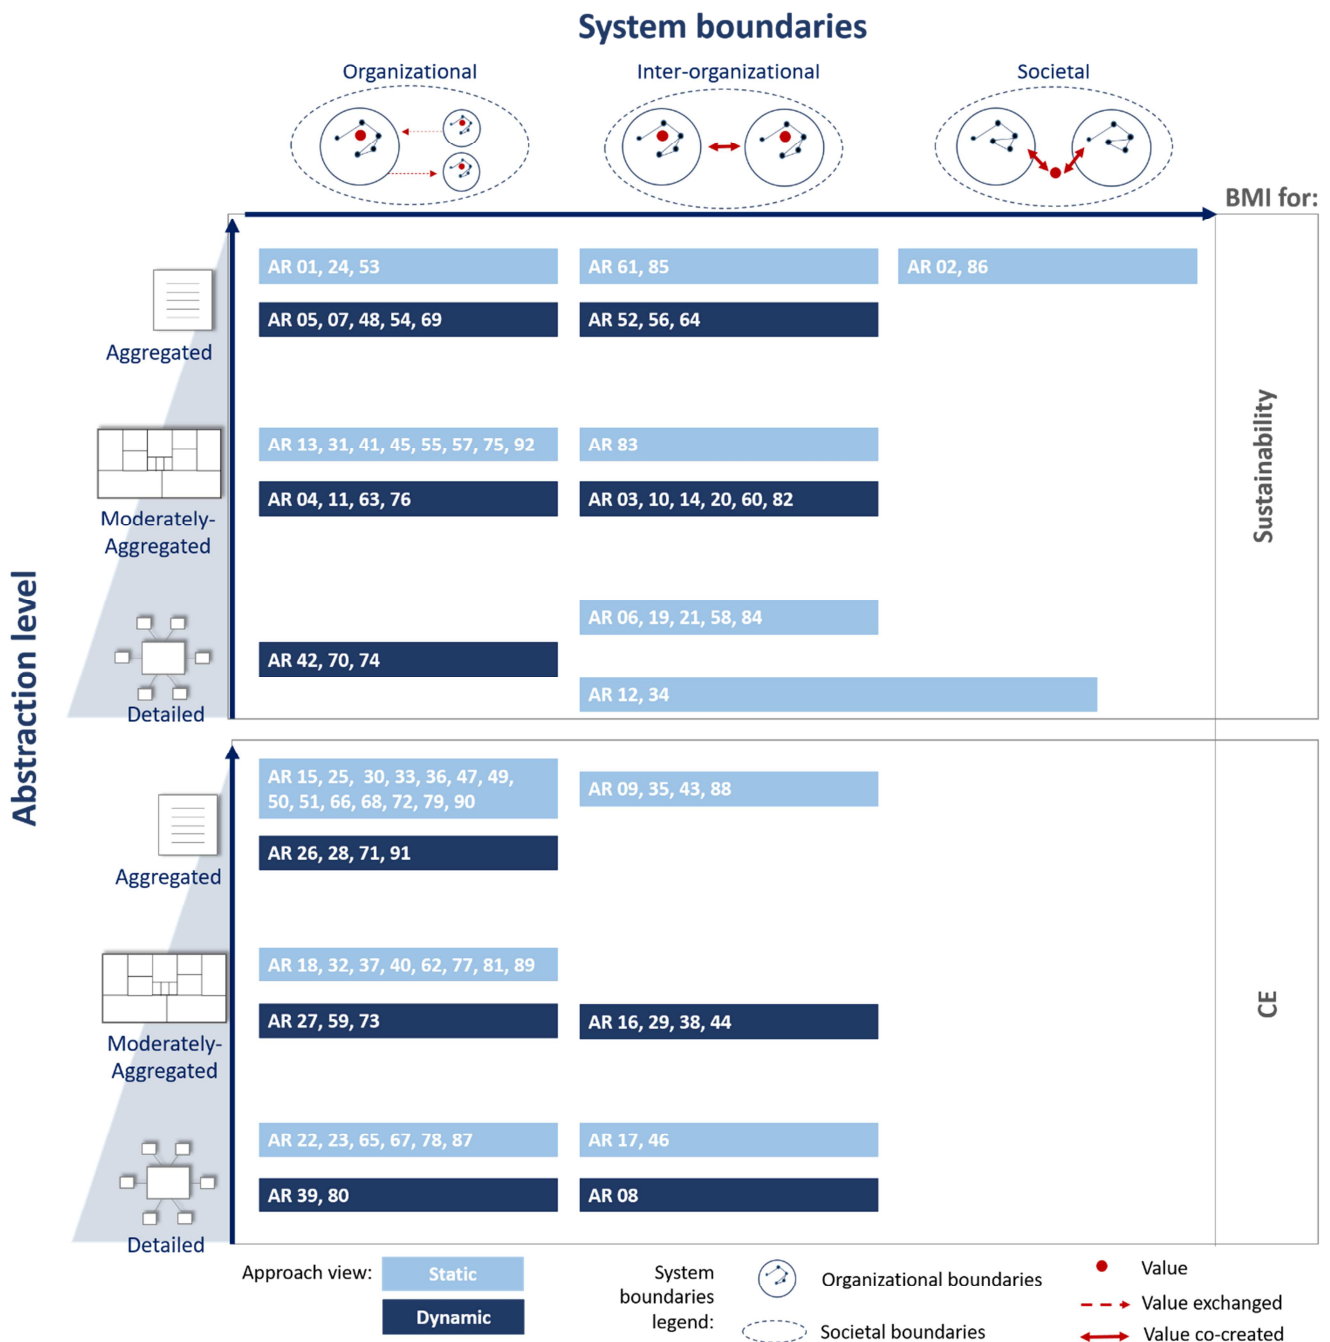 System boundaries
Organizational
Inter-organizational
Societal
BMI for:
Abstraction level
AR 01, 24, 53
AR 61, 85
AR 02, 86
AR 05, 07, 48, 54, 69
AR 52, 56, 64
Aggregated
AR 13, 31, 41, 45, 55, 57, 75, 92
AR 83
AR 04, 11, 63, 76
AR 03, 10, 14, 20, 60, 82
Moderately-
Aggregated
AR 06, 19, 21, 58, 84
AR 42, 70, 74
AR 12, 34
Detailed
Sustainability
AR 15, 25, 30, 33, 36, 47, 49,
50, 51, 66, 68, 72, 79, 90
AR 09, 35, 43, 88
AR 26, 28, 71, 91
Aggregated
AR 18, 32, 37, 40, 62, 77, 81, 89
AR 27, 59, 73
AR 16, 29, 38, 44
Moderately-
Aggregated
AR 22, 23, 65, 67, 78, 87
AR 17, 46
AR 39, 80
AR 08
Detailed
CE
Approach view:
Static
Dynamic
System
boundaries
legend:
Organizational boundaries
Societal boundaries
Value
Value exchanged
Value co-created